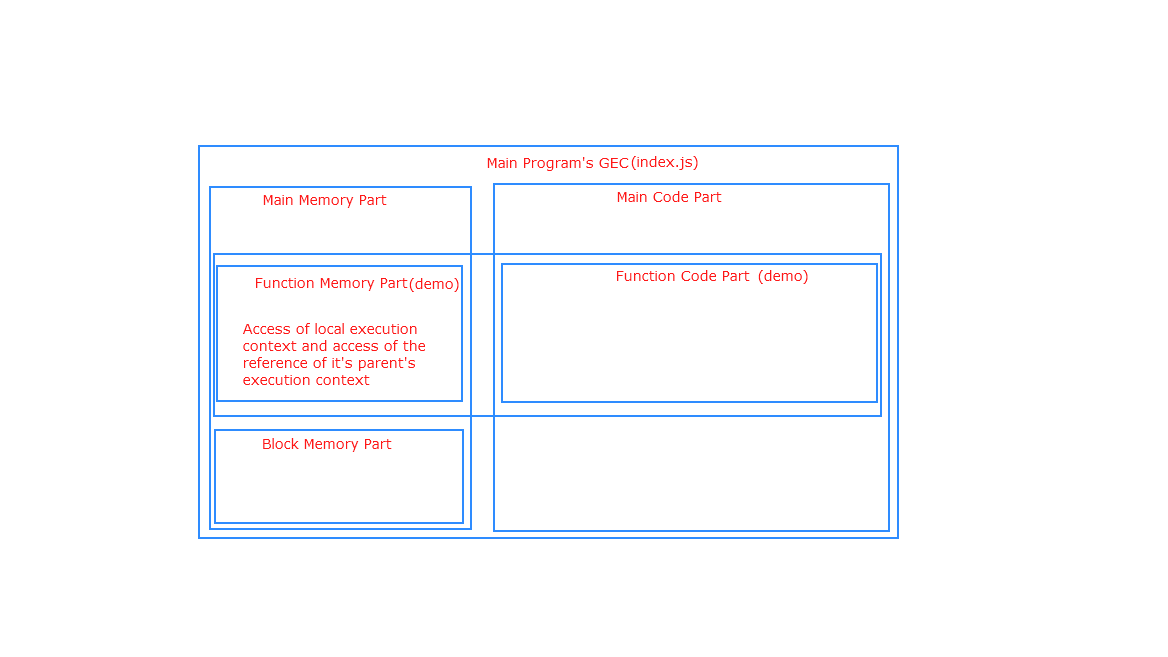 Main Program's GEC(index.js)
Main Memory Part
Main Code Part
Function Memory Part(demo)
Access of local execution
context and access of the
reference of it's parent's
execution context
Function Code Part (demo)
Block Memory Part